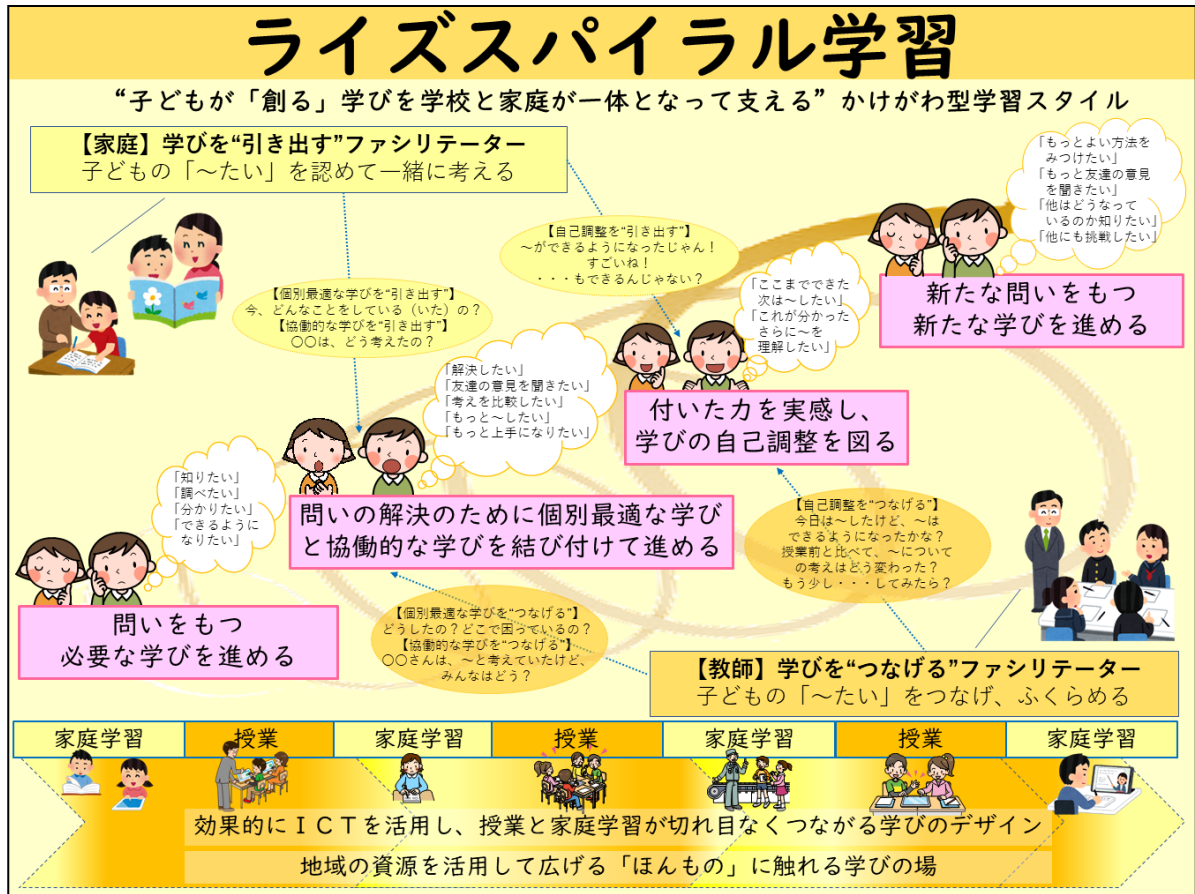 ライズスパイラル学習
“子どもが「創る」学びを学校と家庭が一体となって支える”かけがわ型学習スタイル
【家庭】学びを“引き出す”ファシリテーター
子どもの「～たい」を認めて一緒に考える
「もっとよい方法を
みつけたい」
「もっと友達の意見
を聞きたい」
「他はどうなって
いるのか知りたい」
「他にも挑戦したい」
【自己調整を“引き出す”】
～ができるようになったじゃん！
すごいね！
・・・もできるんじゃない？
【個別最適な学びを“引き出す”】
今、どんなことをしている（いた）の？
【協働的な学びを“引き出す”】
〇〇は、どう考えたの？
「ここまでできた
次は～したい」
「これが分かった
さらに～を
理解したい」
新たな問いをもつ
新たな学びを進める
「解決したい」
「友達の意見を聞きたい」
「考えを比較したい」
「もっと～したい」
「もっと上手になりたい」
付いた力を実感し、
学びの自己調整を図る
「知りたい」
「調べたい」
「分かりたい」
「できるように
なりたい」
問いの解決のために個別最適な学び
と協働的な学びを結び付けて進める
【自己調整を“つなげる”】
今日は～したけど、～は
できるようになったかな？
授業前と比べて、～について
の考えはどう変わった？
もう少し・・・してみたら？
問いをもつ
必要な学びを進める
【個別最適な学びを“つなげる”】
どうしたの？どこで困っているの？
【協働的な学びを“つなげる”】
〇〇さんは、～と考えていたけど、
みんなはどう？
【教師】学びを“つなげる”ファシリテーター
子どもの「～たい」をつなげ、ふくらめる
家庭学習 授業 家庭学習 授業 家庭学習 授業 家庭学習
効果的にＩＣＴを活用し、授業と家庭学習が切れ目なくつながる学びのデザイン
地域の資源を活用して広げる「ほんもの」に触れる学びの場